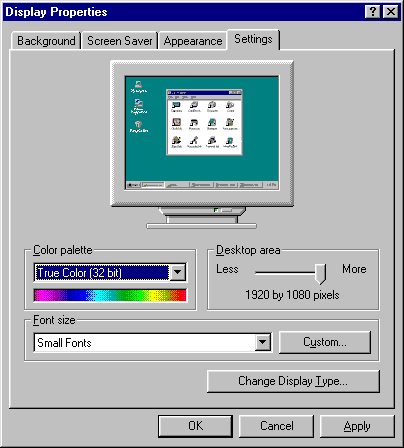 Display Properties
Background Screen Saver Appearance Settings
Color palette
True Color (32 bit)
Desktop area
Less More
1920 by 1080 pixels
Font size
Small Fonts
Custom...
Change Display Type...
OK Cancel Apply